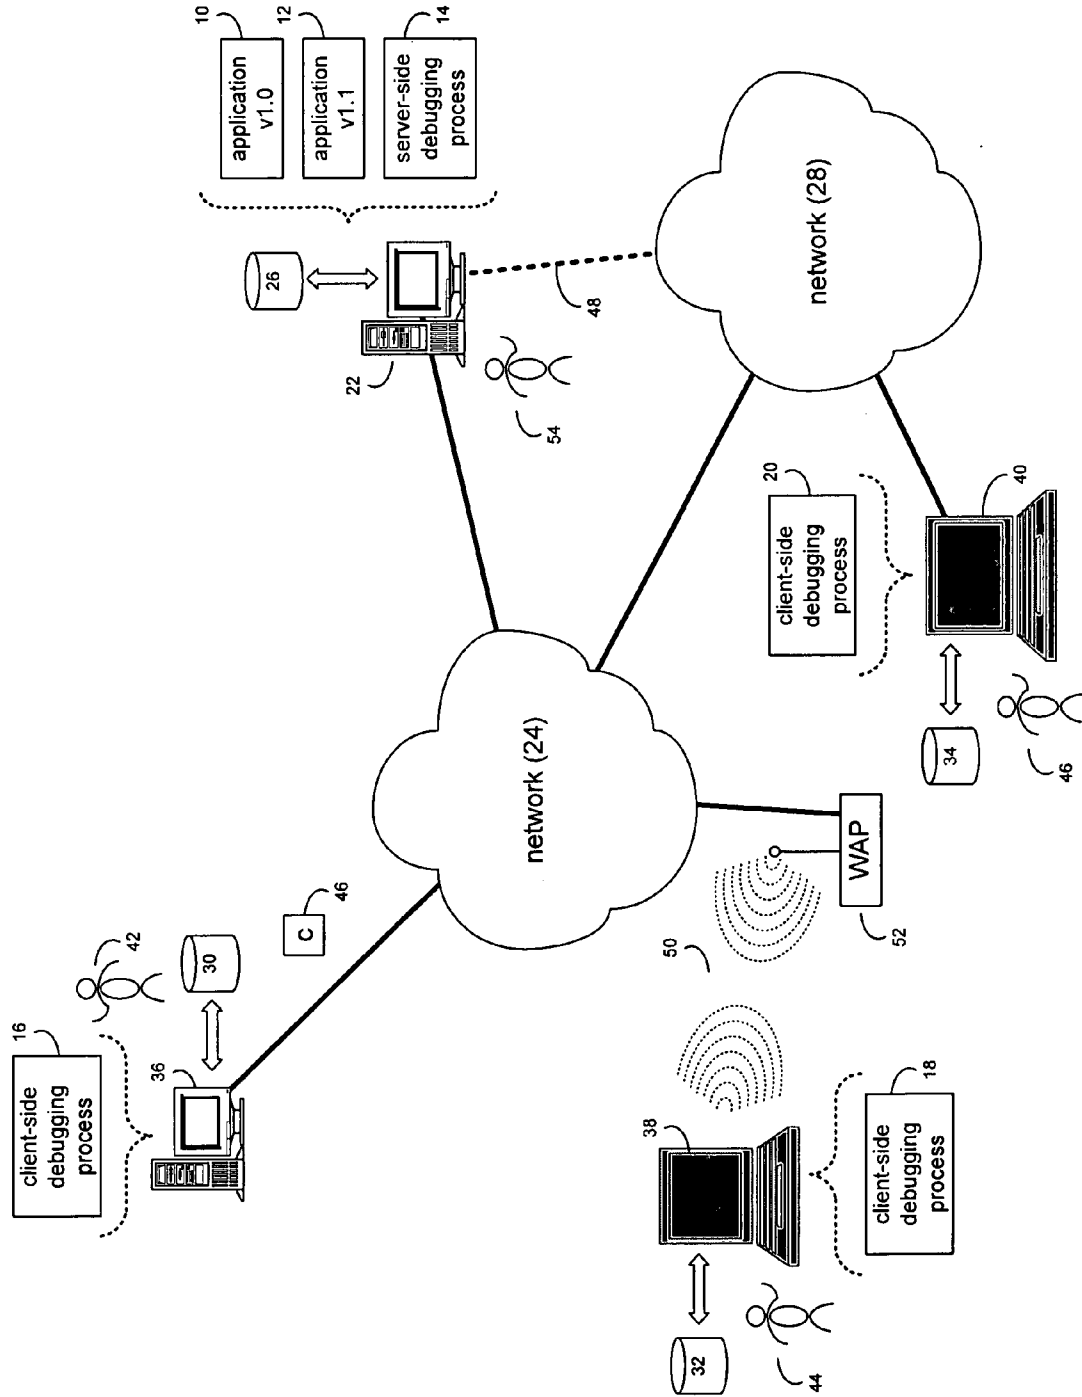 16
client-side
debugging
process
42
36
30
46
C
10
application
v1.0
12
application
v1.1
14
server-side
debugging
process
26
22
48
54
network (24)
network (28)
38
32
44
50
18
client-side
debugging
process
WAP
52
20
client-side
debugging
process
40
34
46